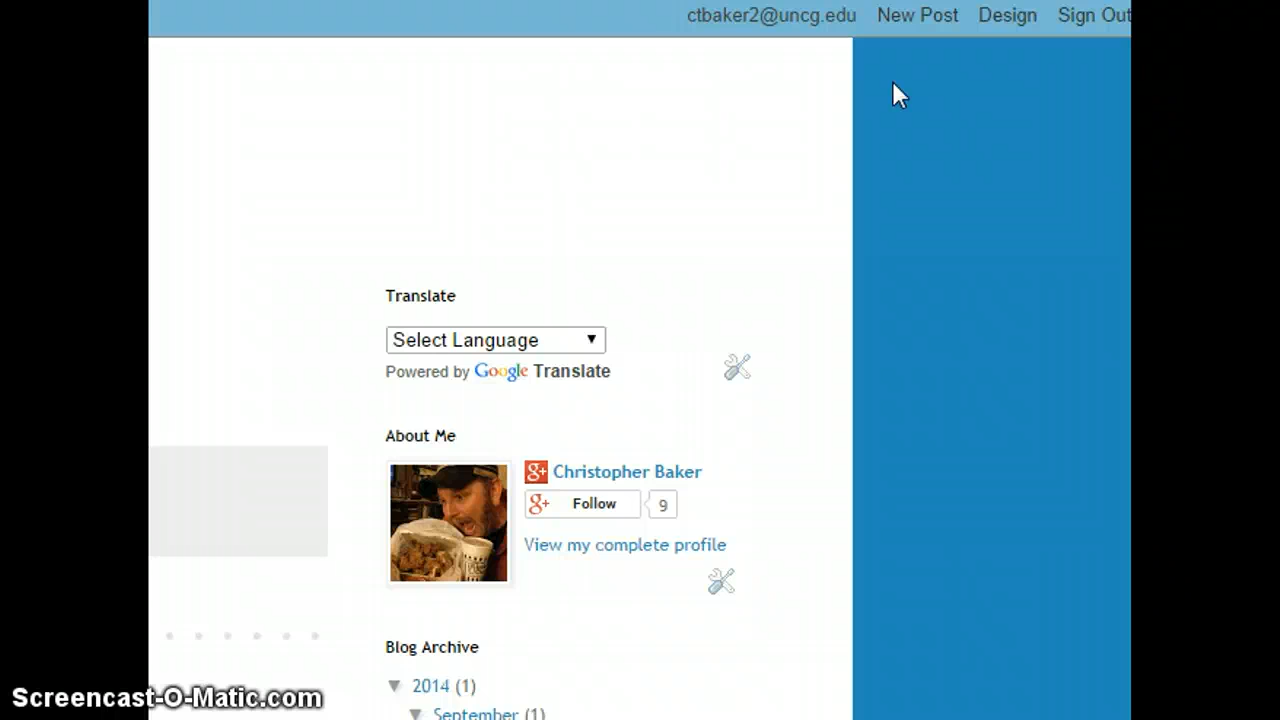 ctbaker2@uncg.edu New Post Design Sign Out
Translate
Select Language
Powered by Google Translate
About Me
g+ Christopher Baker
g+ Follow 9
View my complete profile
Blog Archive
2014 (1)
September (1)
Screencast-O-Matic.com